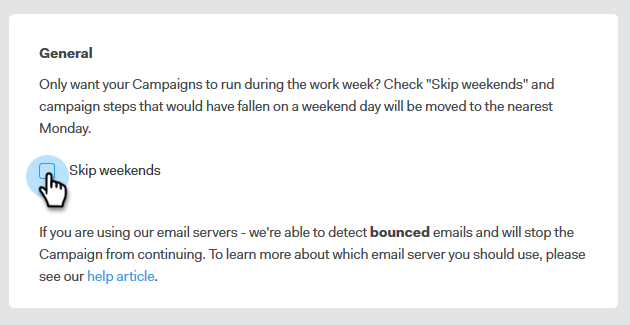 General
Only want your Campaigns to run during the work week? Check "Skip weekends" and
campaign steps that would have fallen on a weekend day will be moved to the nearest
Monday.
Skip weekends
If you are using our email servers - we're able to detect bounced emails and will stop the
Campaign from continuing. To learn more about which email server you should use, please
see our help article.